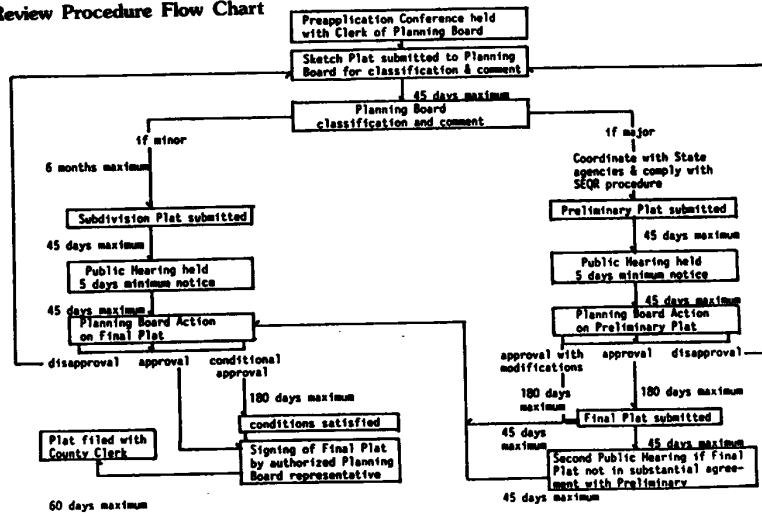 Review Procedure Flow Chart
Preapplication Conference held
with Clerk of Planning Board
Sketch Plat submitted to Planning
Board for classification & comment
45 days maximum
Planning Board
classification and comment
if minor
6 months maximum
Subdivision Plat submitted
45 days maximum
Public Hearing held
5 days minimum notice
45 days maximum
Planning Board Action
on Final Plat
disapproval
approval
conditional
approval
180 days maximum
conditions satisfied
Signing of Final Plat
by authorized Planning
Board representative
Plat filed with
County Clerk
60 days maximum
if major
Coordinate with State
agencies & comply with
SEQR procedure
Preliminary Plat submitted
45 days maximum
Public Hearing held
5 days minimum notice
45 days maximum
Planning Board Action
on Preliminary Plat
approval with
modifications
approval
disapproval
180 days
maximum
180 days maximum
Final Plat submitted
45 days
maximum
45 days maximum
Second Public Hearing if final
Plat not in substantial agree-
ment with Preliminary
45 days maximum